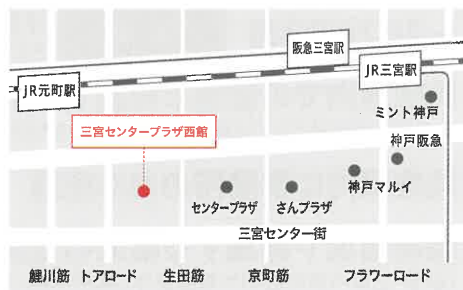 阪急三宮駅
JR三宮駅
JR元町駅
ミント神戸
三宮センタープラザ西館
神戸阪急
神戸マルイ
センタープラザ
さんプラザ
三宮センター街
鯉川筋
トアロード
生田筋
京町筋
フラワーロード